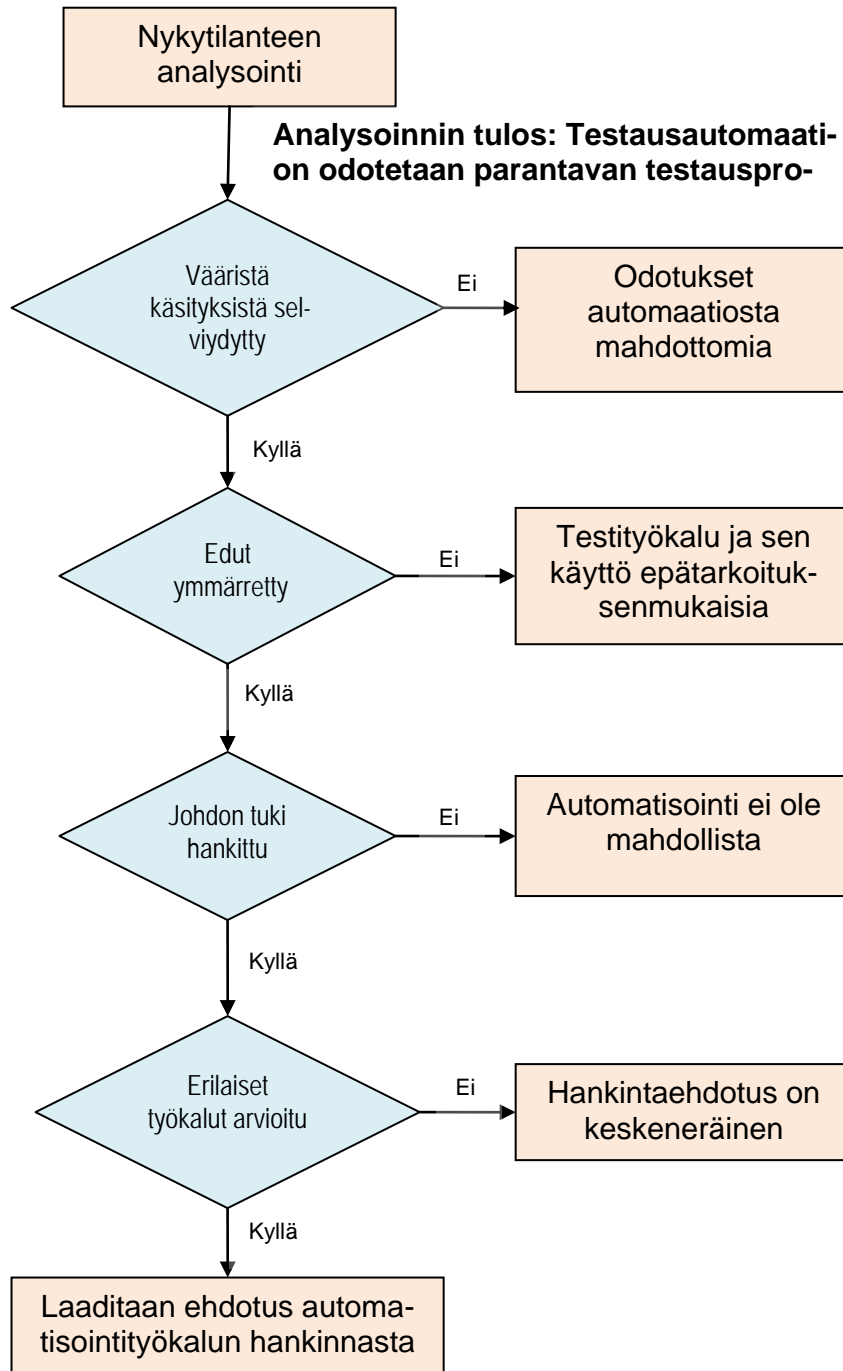 Nykytilanteen
analysointi
Analysoinnin tulos: Testausautomaati-
on odotetaan parantavan testauspro-
Vääristä
käsityksistä sel-
viydytty
Ei
Odotukset
automaatiosta
mahdottomia
Kyllä
Edut
ymmärretty
Ei
Testityökalu ja sen
käyttö epätarkoituk-
senmukaisia
Kyllä
Johdon tuki
hankittu
Ei
Automatisointi ei ole
mahdollista
Kyllä
Erilaiset
työkalut arvioitu
Ei
Hankintaehdotus on
keskeneräinen
Kyllä
Laaditaan ehdotus automa-
tisointityökalun hankinnasta